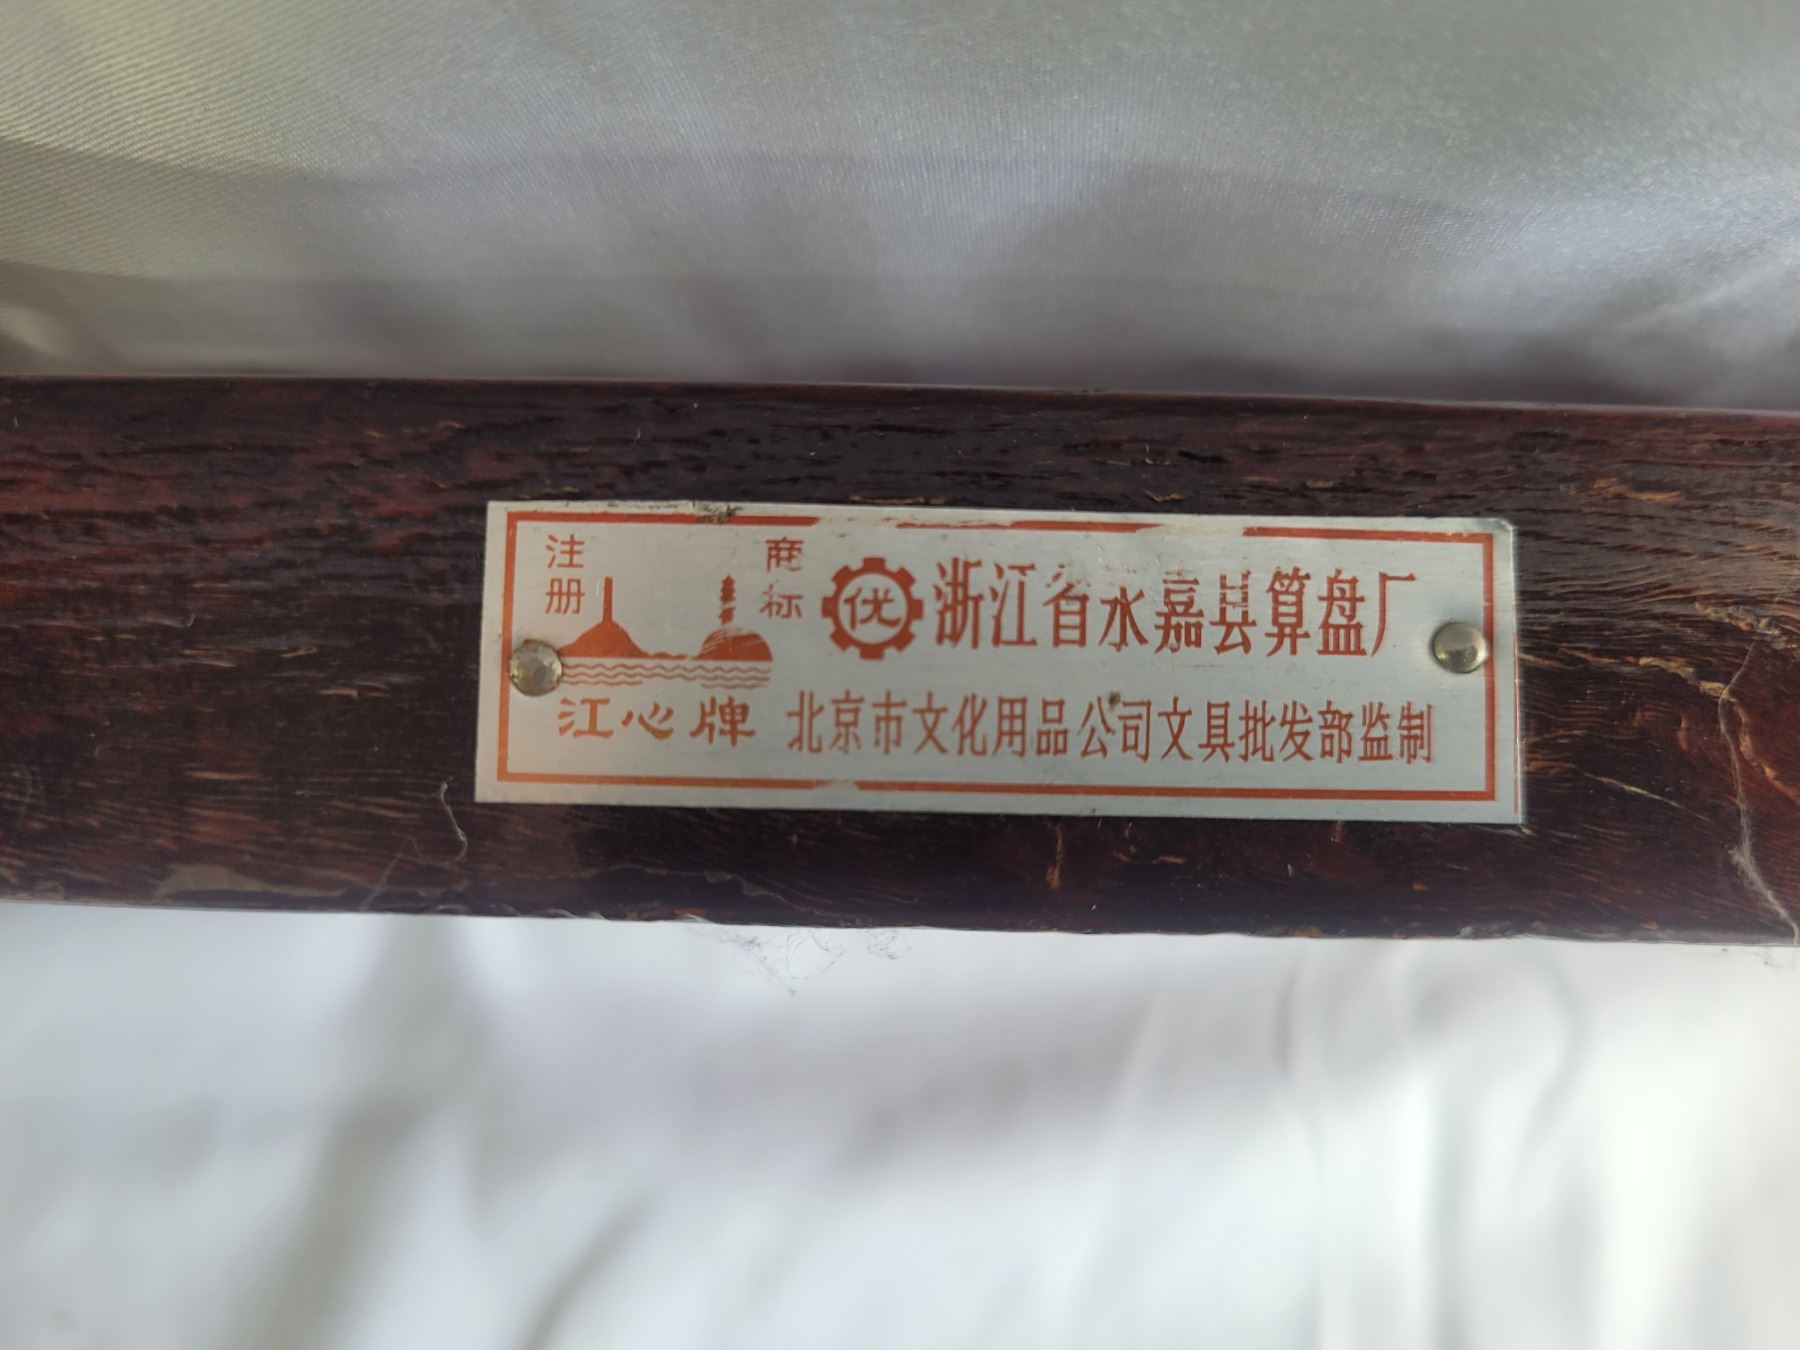 注册 商标
优 浙江省永嘉县算盘厂
江心牌 北京市文化用品公司文具批发部监制